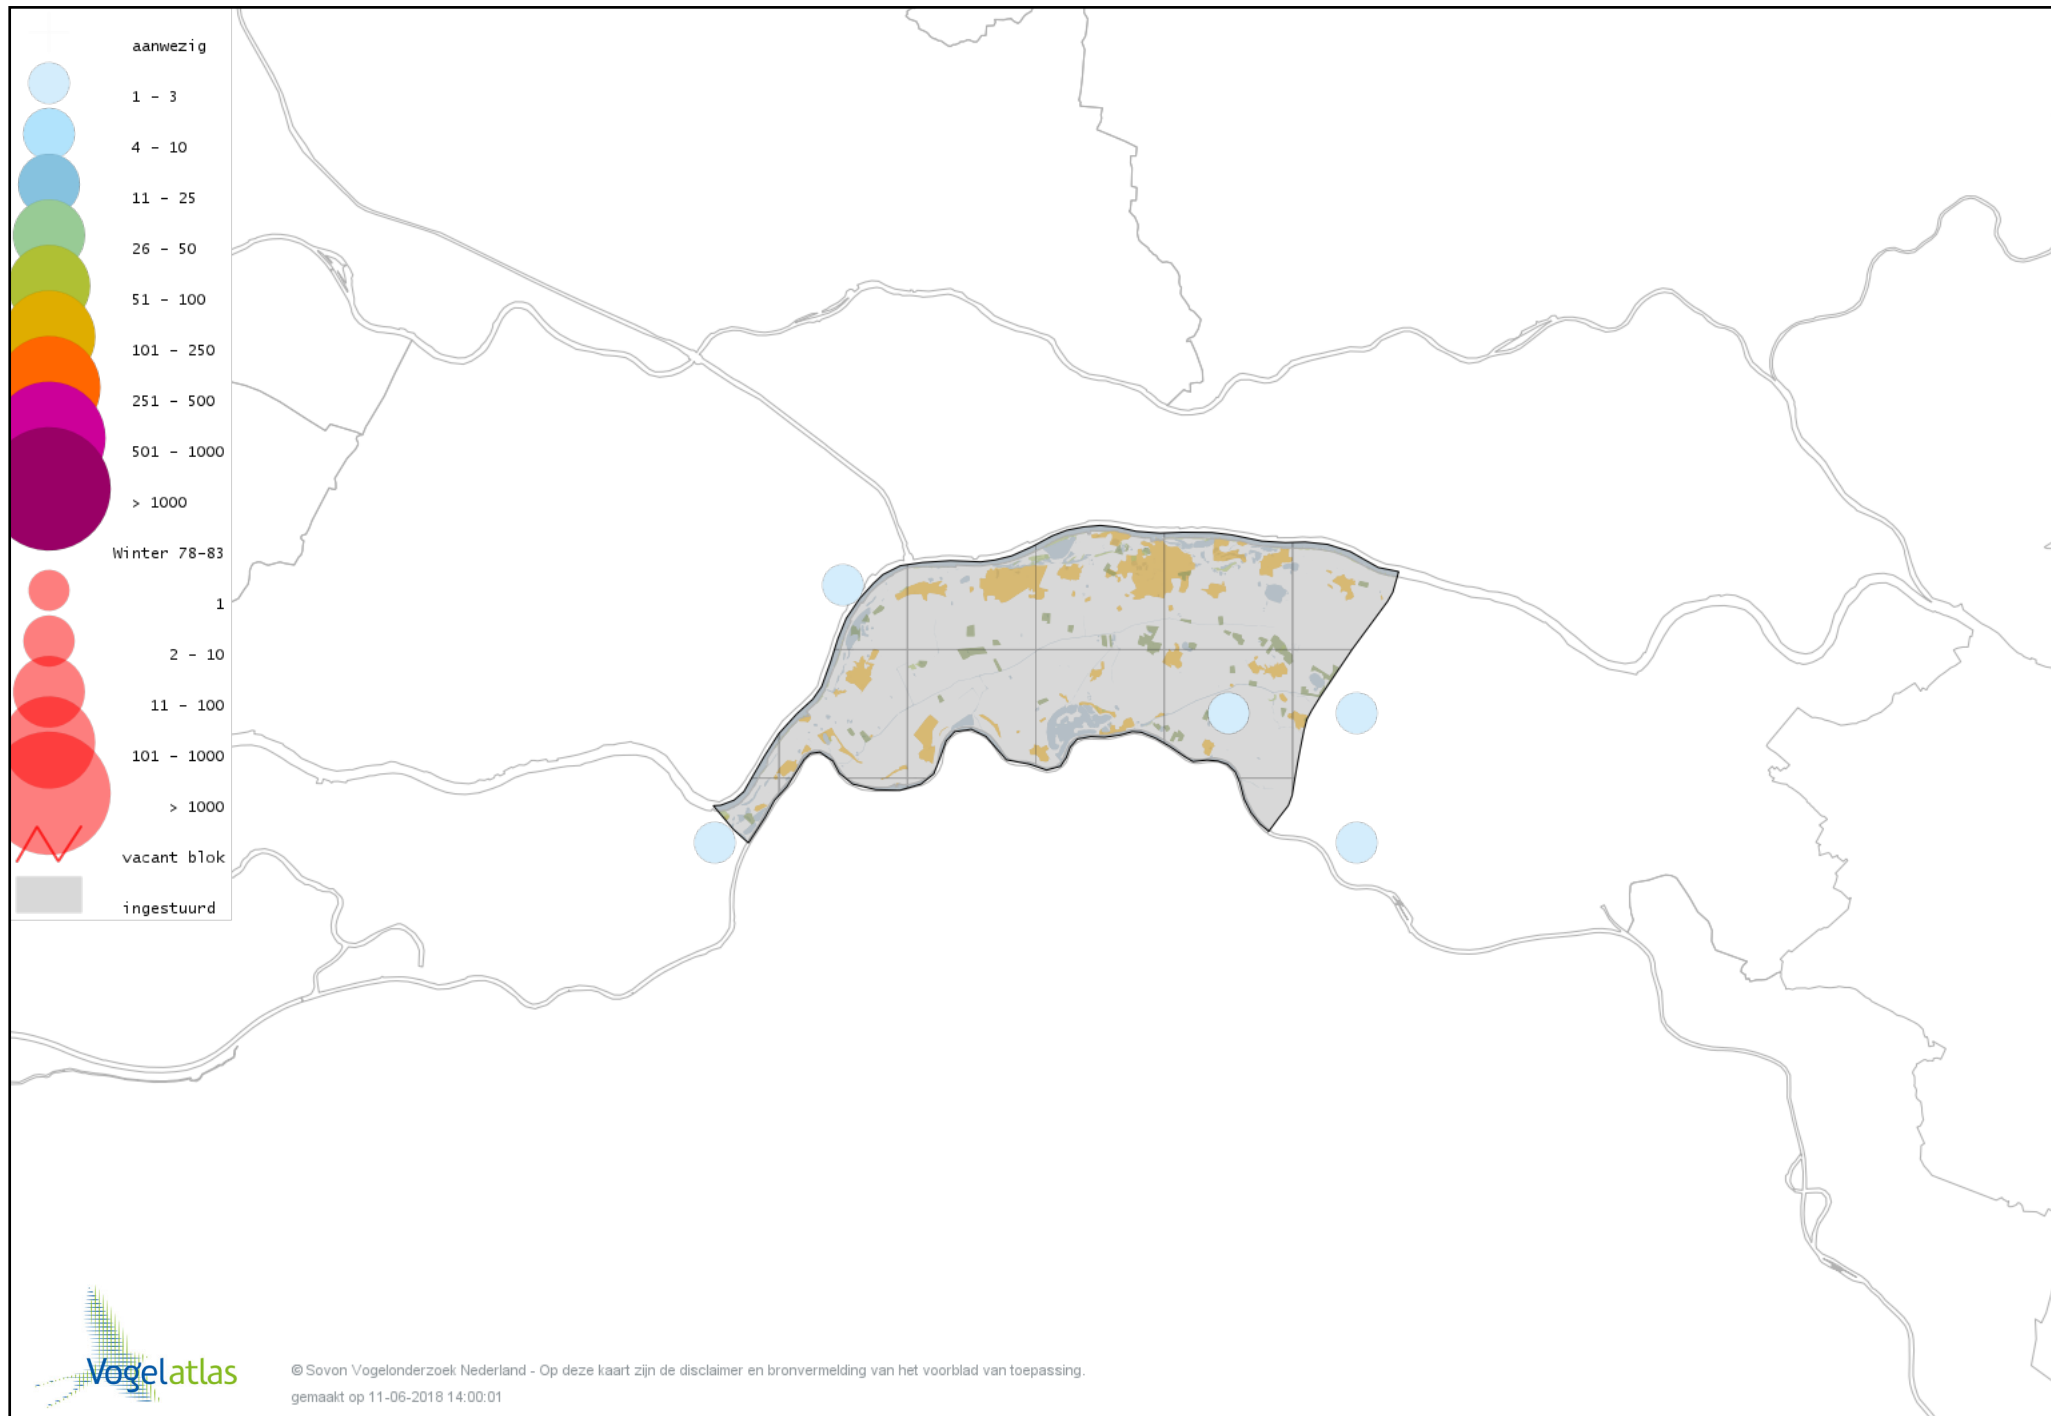 aanwezig
1 - 3
4 - 10
11 - 25
26 - 50
51 - 100
101 - 250
251 - 500
501 - 1000
> 1000
Winter 78-83
1
2 - 10
11 - 100
101 - 1000
> 1000
vacant blok
ingestuurd
Vogelatlas
© Sovon Vogelonderzoek Nederland - Op deze kaart zijn de disclaimer en bronvermelding van het voorblad van toepassing.
gemaakt op 11-06-2018 14:00:01